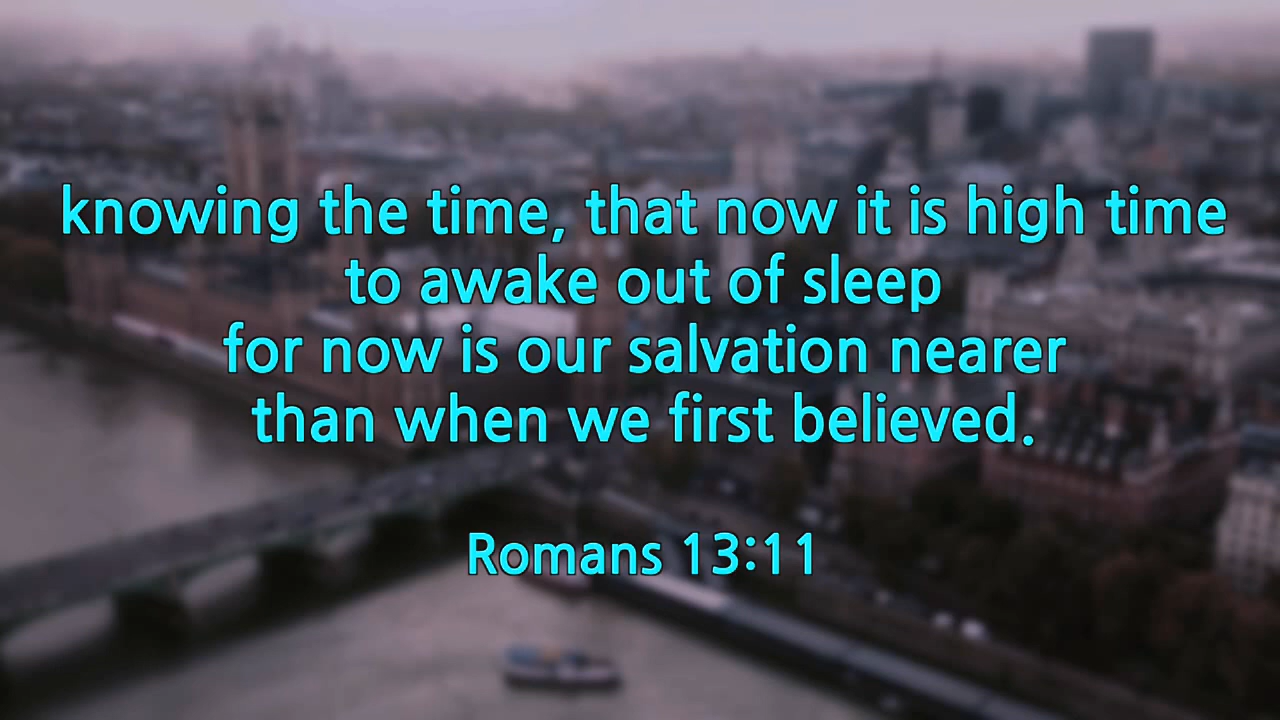 knowing the time, that now it is high time
to awake out of sleep
for now is our salvation nearer
than when we first believed.
Romans 13:11